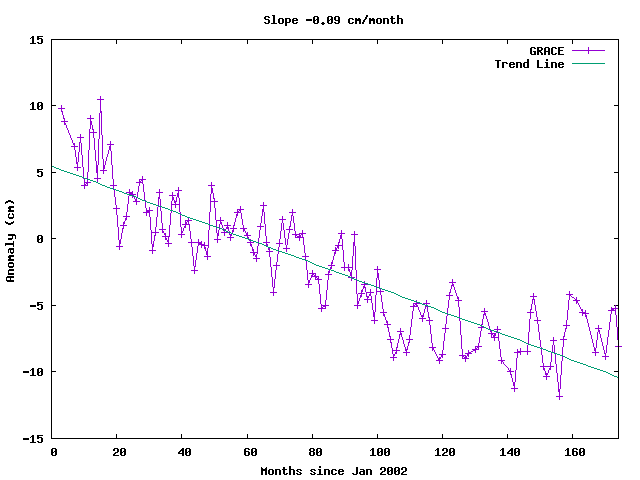 Slope -0.09 cm/month
15
GRACE
Trend Line
10
5
0
-5
-10
-15
Anomaly (cm)
0 20 40 60 80 100 120 140 160
Months since Jan 2002